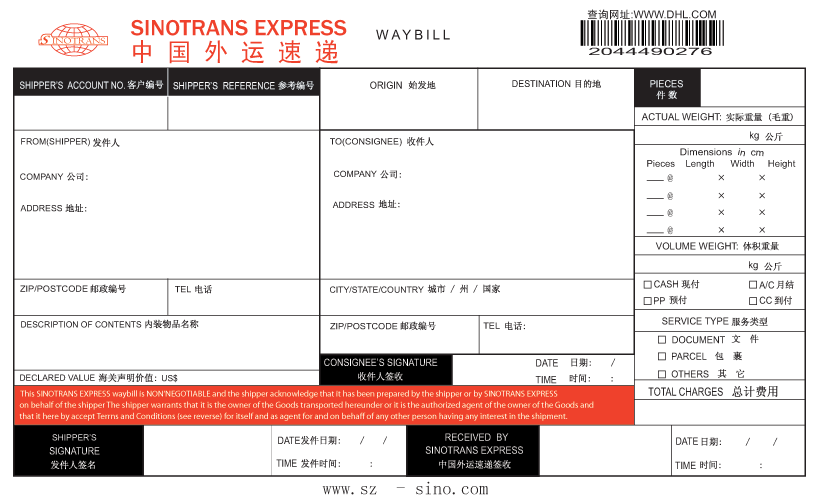 SINOTRANS
SINOTRANS EXPRESS
中国外运速递
WAYBILL
查询网址:WWW.DHL.COM
2044490276
SHIPPER'S ACCOUNT NO. 客户编号
SHIPPER'S REFERENCE 参考编号
ORIGIN 始发地
DESTINATION 目的地
PIECES
件 数
ACTUAL WEIGHT: 实际重量（毛重）
kg 公斤
Dimensions in cm
Pieces Length Width Height
___ @ × ×
___ @ × ×
___ @ × ×
___ @ × ×
VOLUME WEIGHT: 体积重量
kg 公斤
FROM(SHIPPER) 发件人
COMPANY 公司：
ADDRESS 地址：
TO(CONSIGNEE) 收件人
COMPANY 公司：
ADDRESS 地址：
ZIP/POSTCODE 邮政编号
TEL 电话
CITY/STATE/COUNTRY 城市 / 州 / 国家
CASH 现付
A/C 月结
PP 预付
CC 到付
DESCRIPTION OF CONTENTS 内装物品名称
ZIP/POSTCODE 邮政编号
TEL 电话：
SERVICE TYPE 服务类型
DOCUMENT 文 件
PARCEL 包 裹
OTHERS 其 它
CONSIGNEE'S SIGNATURE
收件人签收
DATE 日期： /
TIME 时间： :
DECLARED VALUE 海关声明价值：US$
TOTAL CHARGES 总计费用
This SINOTRANS EXPRESS waybill is NON'NEGOTIABLE and the shipper acknowledge that it has been prepared by the shipper or by SINOTRANS EXPRESS
on behalf of the shipper The shipper warrants that it is the owner of the Goods transported hereunder or it is the authorized agent of the owner of the Goods and
that it here by accept Terms and Conditions (see reverse) for itself and as agent for and on behaff of any other person having any interest in the shipment.
SHIPPER'S
SIGNATURE
发件人签名
DATE发件日期： / /
TIME 发件时间： :
RECEIVED BY
SINOTRANS EXPRESS
中国外运速递签收
DATE 日期： / /
TIME 时间： :
www.sz - sino.com